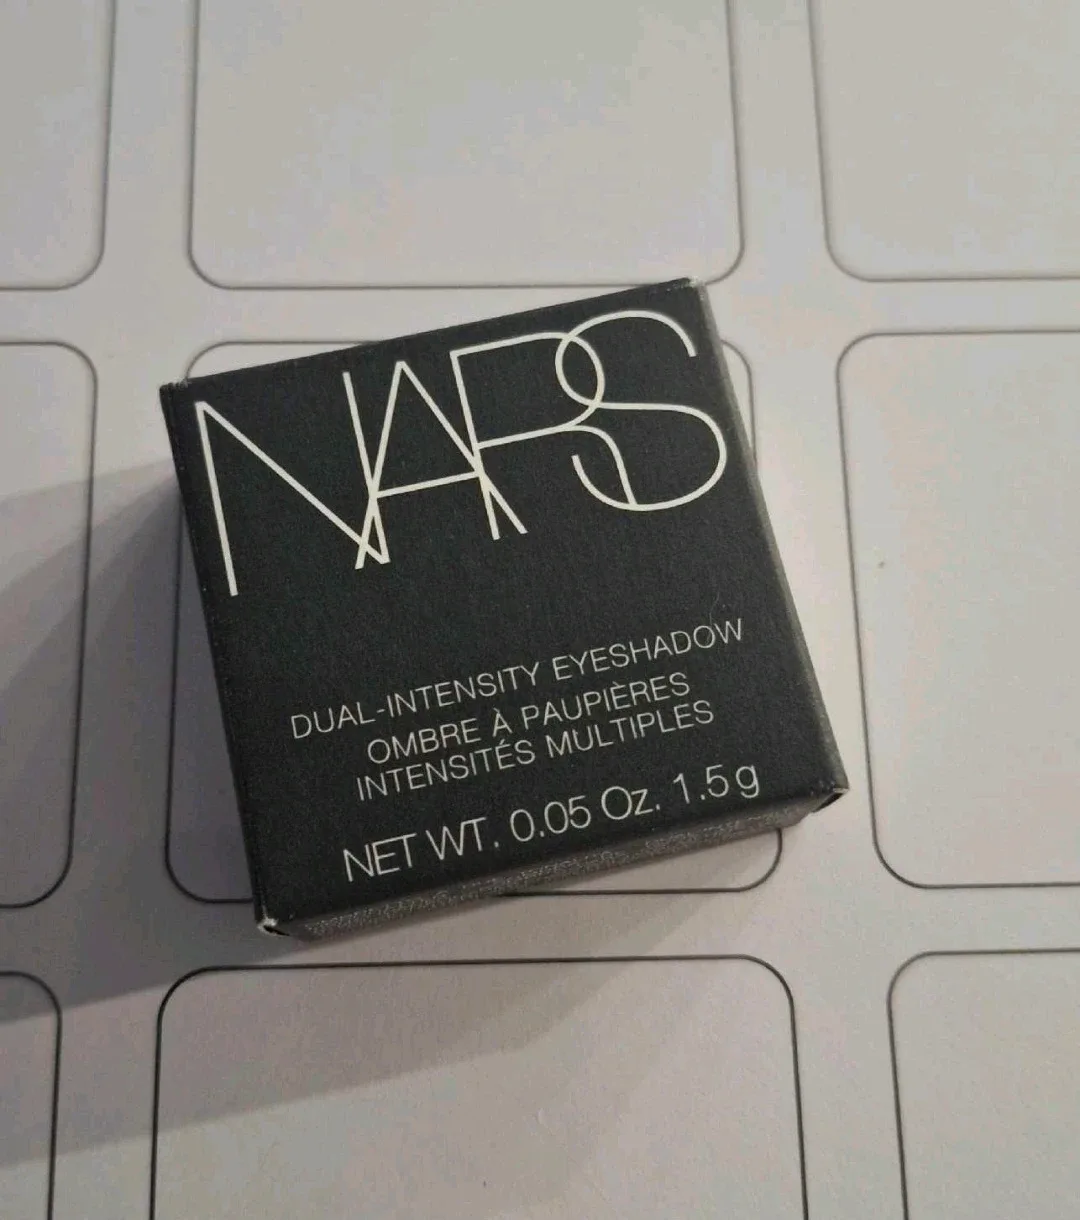 NARS
DUAL-INTENSITY EYESHADOW
OMBRE À PAUPIÈRES
INTENSITÉS MULTIPLES
NET WT. 0.05 Oz. 1.5 g